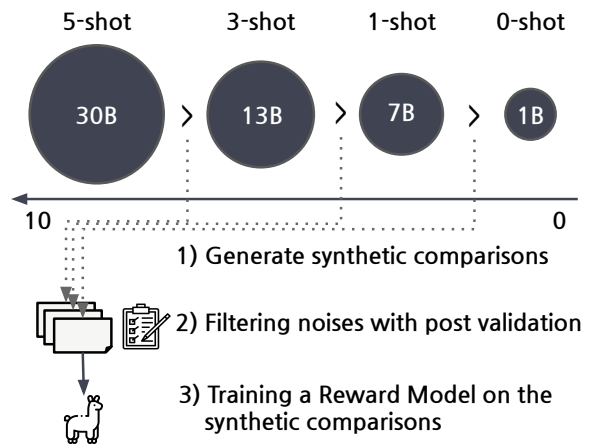 5-shot 3-shot 1-shot 0-shot
30B > 13B > 7B > 1B
10 0
1) Generate synthetic comparisons
2) Filtering noises with post validation
3) Training a Reward Model on the
synthetic comparisons